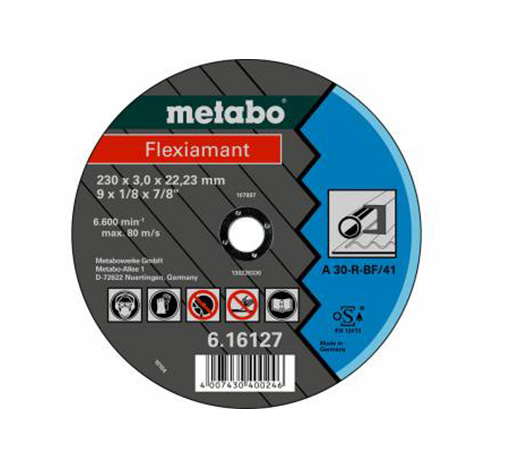 metabo®
Flexiamant
230 x 3,0 x 22,23 mm
9 x 1/8 x 7/8"
167807
6.600 min-1
max. 80 m/s
A 30-R-BF/41
Metabowerke GmbH
Metabo-Allee 1
D-72622 Nuertingen, Germany
oS
EN 12413
6.16127
Made in
Germany
4 007430 400246